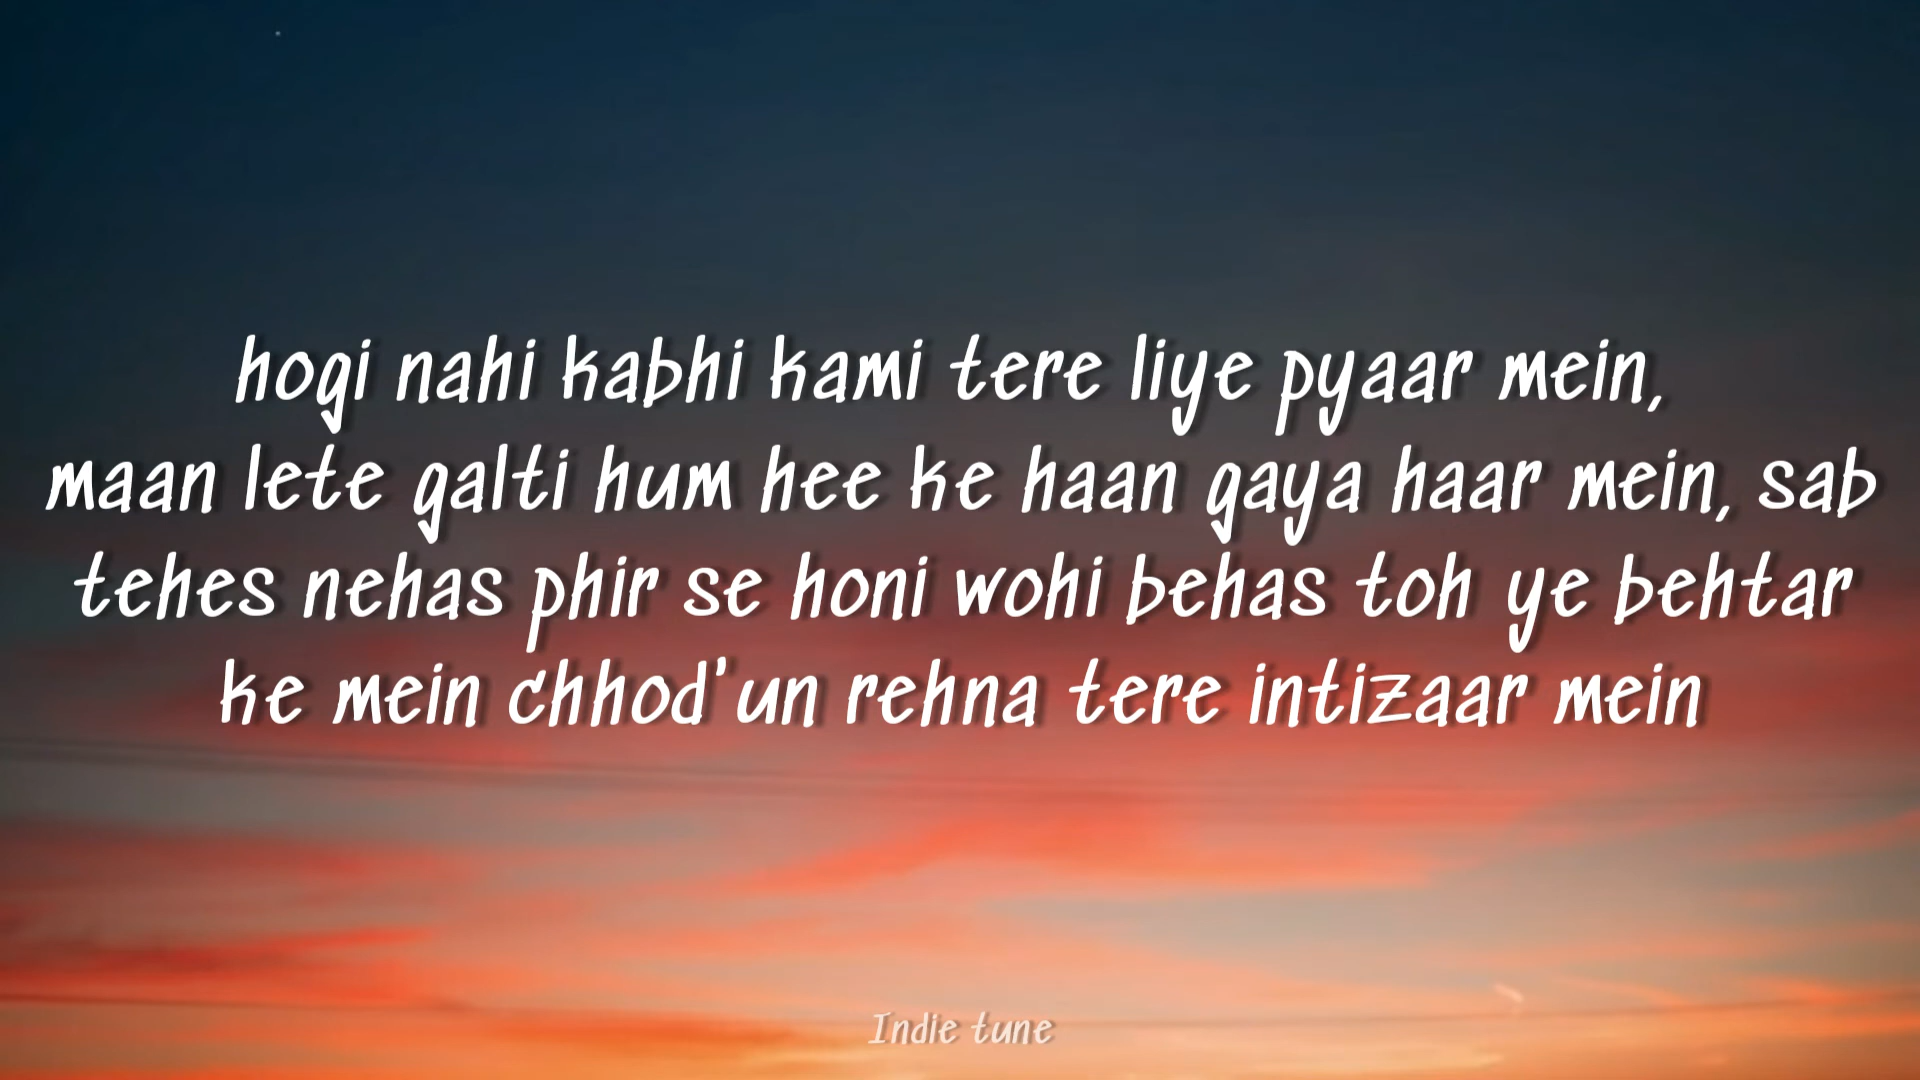 hogi nahi kabhi kami tere liye pyaar mein,
maan lete galti hum hee ke haan gaya haar mein, sab
tehes nehas phir se honi wohi behas toh ye behtar
ke mein chhod'un rehna tere intizaar mein
Indie tune